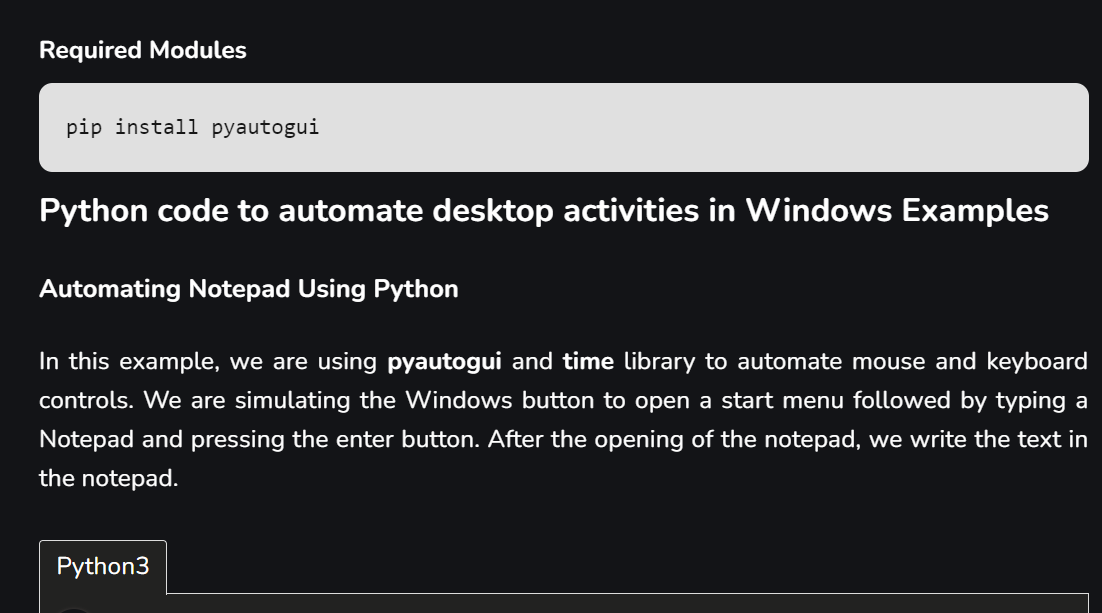 Required Modules
pip install pyautogui
Python code to automate desktop activities in Windows Examples
Automating Notepad Using Python
In this example, we are using pyautogui and time library to automate mouse and keyboard
controls. We are simulating the Windows button to open a start menu followed by typing a
Notepad and pressing the enter button. After the opening of the notepad, we write the text in
the notepad.
Python3